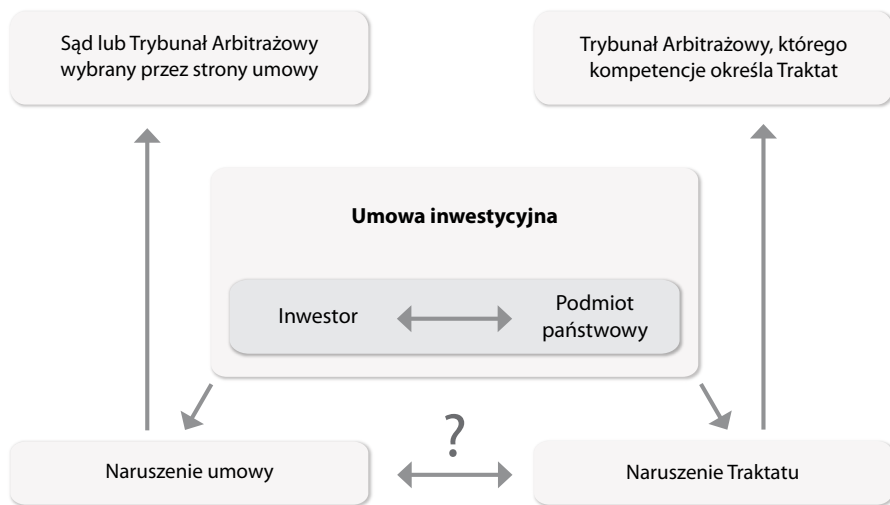 Sąd lub Trybunał Arbitrażowy
wybrany przez strony umowy
Trybunał Arbitrażowy, którego
kompetencje określa Traktat
Umowa inwestycyjna
Inwestor
Podmiot
państwowy
?
Naruszenie umowy
Naruszenie Traktatu